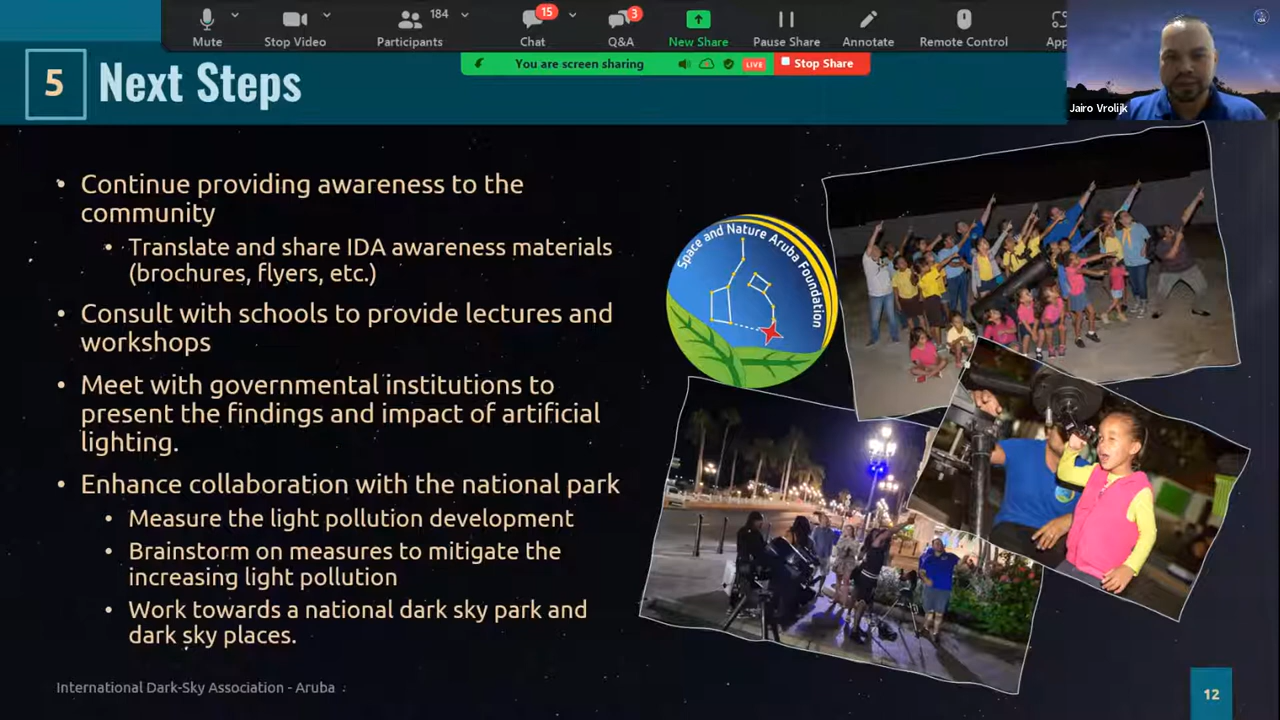 184
15
3
Mute
Stop Video
Participants
Chat
Q&A
New Share
Pause Share
Annotate
Remote Control
You are screen sharing
LIVE
Stop Share
Jairo Vrolijk
5
Next Steps
• Continue providing awareness to the
community
• Translate and share IDA awareness materials
(brochures, flyers, etc.)
• Consult with schools to provide lectures and
workshops
• Meet with governmental institutions to
present the findings and impact of artificial
lighting.
• Enhance collaboration with the national park
• Measure the light pollution development
• Brainstorm on measures to mitigate the
increasing light pollution
• Work towards a national dark sky park and
dark sky places.
Space and Nature Aruba Foundation
International Dark-Sky Association - Aruba
12